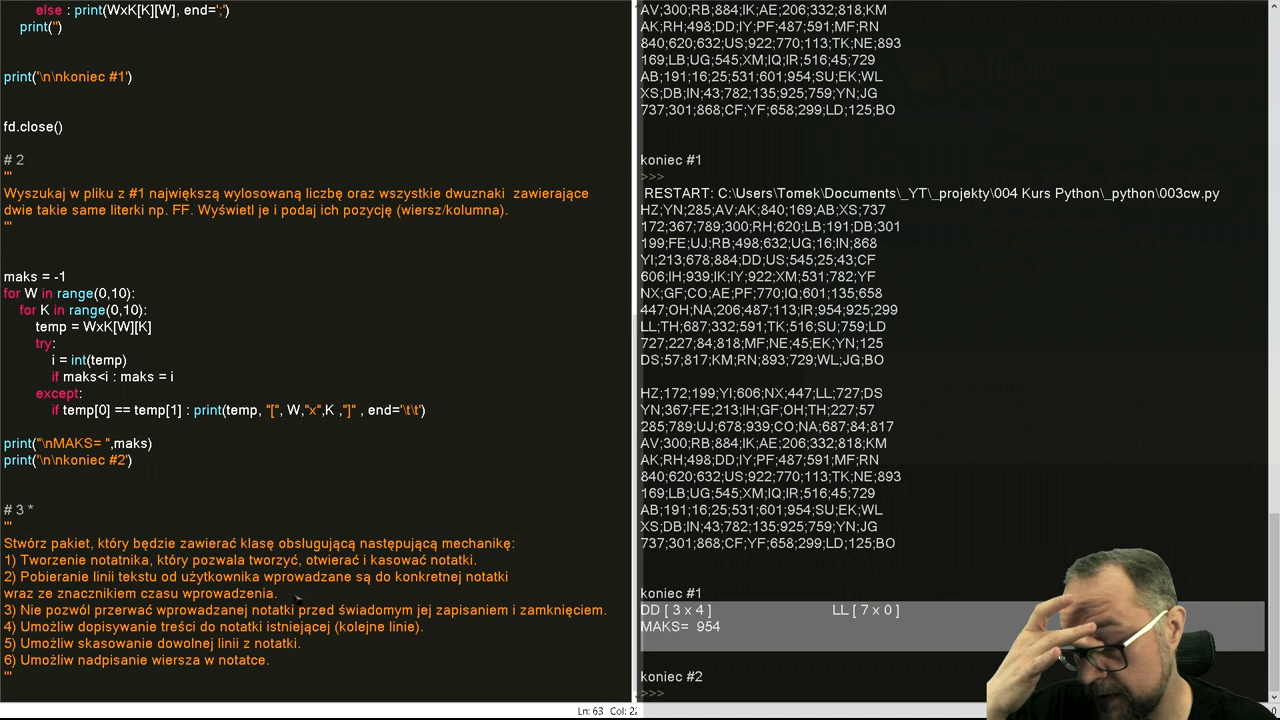 else : print(WxK[K][W], end=';')
print('')
print('\n\nkoniec #1')
fd.close()
# 2
'''
Wyszukaj w pliku z #1 największą wylosowaną liczbę oraz wszystkie dwuznaki  zawierające
dwie takie same literki np. FF. Wyświetl je i podaj ich pozycję (wiersz/kolumna).
'''
maks = -1
for W in range(0,10):
for K in range(0,10):
temp = WxK[W][K]
try:
i = int(temp)
if maks<i : maks = i
except:
if temp[0] == temp[1] : print(temp, "[", W,"x",K ,"]" , end='\t\t')
print("\nMAKS= ",maks)
print('\n\nkoniec #2')
# 3 *
'''
Stwórz pakiet, który będzie zawierać klasę obsługującą następującą mechanikę:
1) Tworzenie notatnika, który pozwala tworzyć, otwierać i kasować notatki.
2) Pobieranie linii tekstu od użytkownika wprowadzane są do konkretnej notatki
wraz ze znacznikiem czasu wprowadzenia.
3) Nie pozwól przerwać wprowadzanej notatki przed świadomym jej zapisaniem i zamknięciem.
4) Umożliw dopisywanie treści do notatki istniejącej (kolejne linie).
5) Umożliw skasowanie dowolnej linii z notatki.
6) Umożliw nadpisanie wiersza w notatce.
'''
Ln: 63 Col: 22
AV;300;RB;884;IK;AE;206;332;818;KM
AK;RH;498;DD;IY;PF;487;591;MF;RN
840;620;632;US;922;770;113;TK;NE;893
169;LB;UG;545;XM;IQ;IR;516;45;729
AB;191;16;25;531;601;954;SU;EK;WL
XS;DB;IN;43;782;135;925;759;YN;JG
737;301;868;CF;YF;658;299;LD;125;BO
koniec #1
>>>
RESTART: C:\Users\Tomek\Documents\_YT\_projekty\004 Kurs Python\_python\003cw.py
HZ;YN;285;AV;AK;840;169;AB;XS;737
172;367;789;300;RH;620;LB;191;DB;301
199;FE;UJ;RB;498;632;UG;16;IN;868
YI;213;678;884;DD;US;545;25;43;CF
606;IH;939;IK;IY;922;XM;531;782;YF
NX;GF;CO;AE;PF;770;IQ;601;135;658
447;OH;NA;206;487;113;IR;954;925;299
LL;TH;687;332;591;TK;516;SU;759;LD
727;227;84;818;MF;NE;45;EK;YN;125
DS;57;817;KM;RN;893;729;WL;JG;BO
HZ;172;199;YI;606;NX;447;LL;727;DS
YN;367;FE;213;IH;GF;OH;TH;227;57
285;789;UJ;678;939;CO;NA;687;84;817
AV;300;RB;884;IK;AE;206;332;818;KM
AK;RH;498;DD;IY;PF;487;591;MF;RN
840;620;632;US;922;770;113;TK;NE;893
169;LB;UG;545;XM;IQ;IR;516;45;729
AB;191;16;25;531;601;954;SU;EK;WL
XS;DB;IN;43;782;135;925;759;YN;JG
737;301;868;CF;YF;658;299;LD;125;BO
koniec #1
DD [ 3 x 4 ] LL [ 7 x 0 ]
MAKS=  954
koniec #2
>>>
python